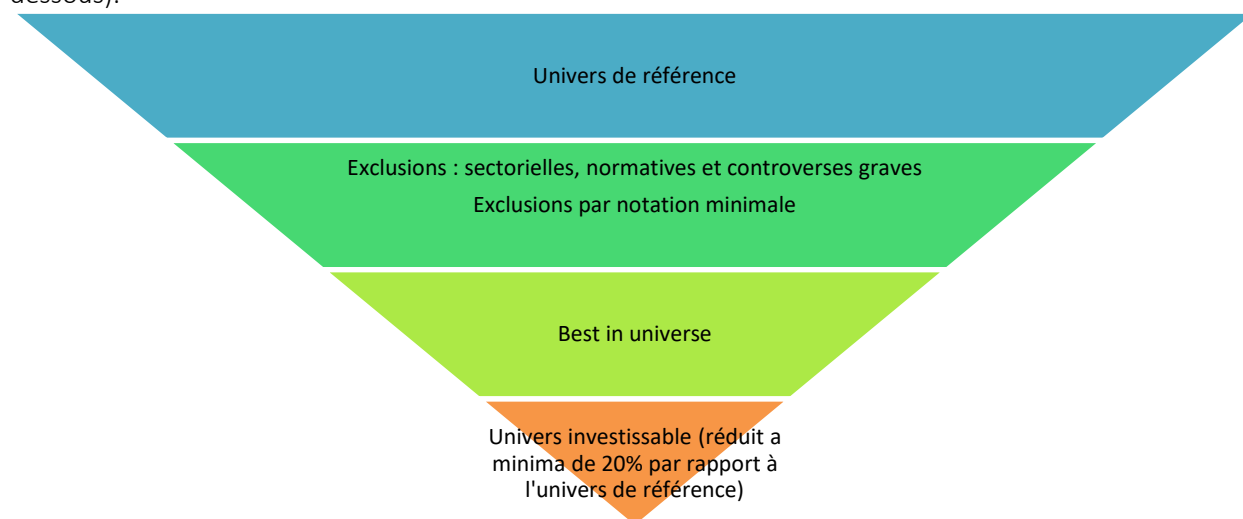 dessous).
Univers de référence
Exclusions : sectorielles, normatives et controverses graves
Exclusions par notation minimale
Best in universe
Univers investissable (réduit a
minima de 20% par rapport à
l'univers de référence)